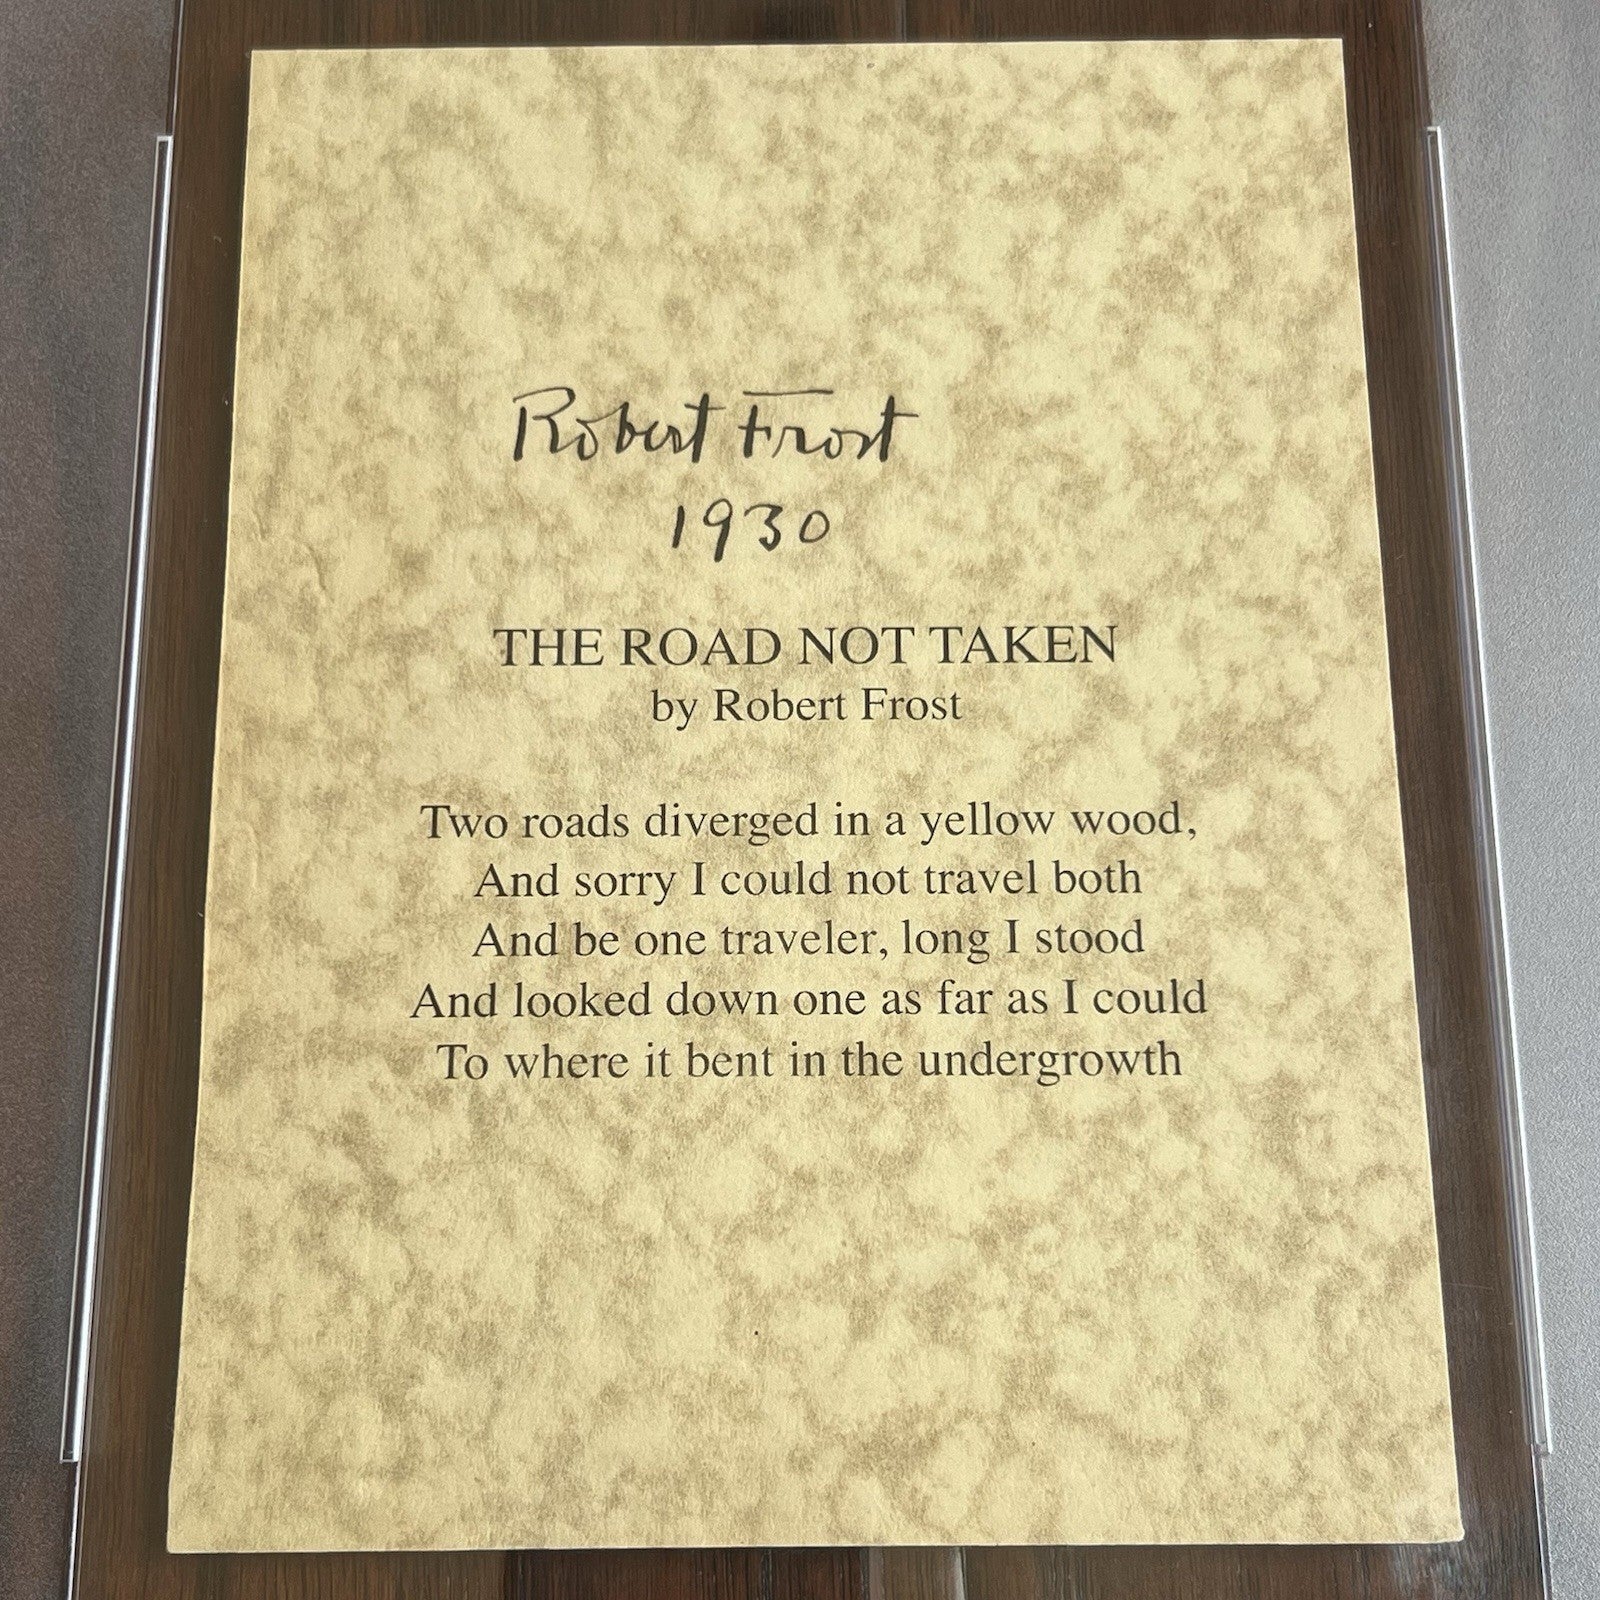 Robert Frost
1930
THE ROAD NOT TAKEN
by Robert Frost
Two roads diverged in a yellow wood,
And sorry I could not travel both
And be one traveler, long I stood
And looked down one as far as I could
To where it bent in the undergrowth